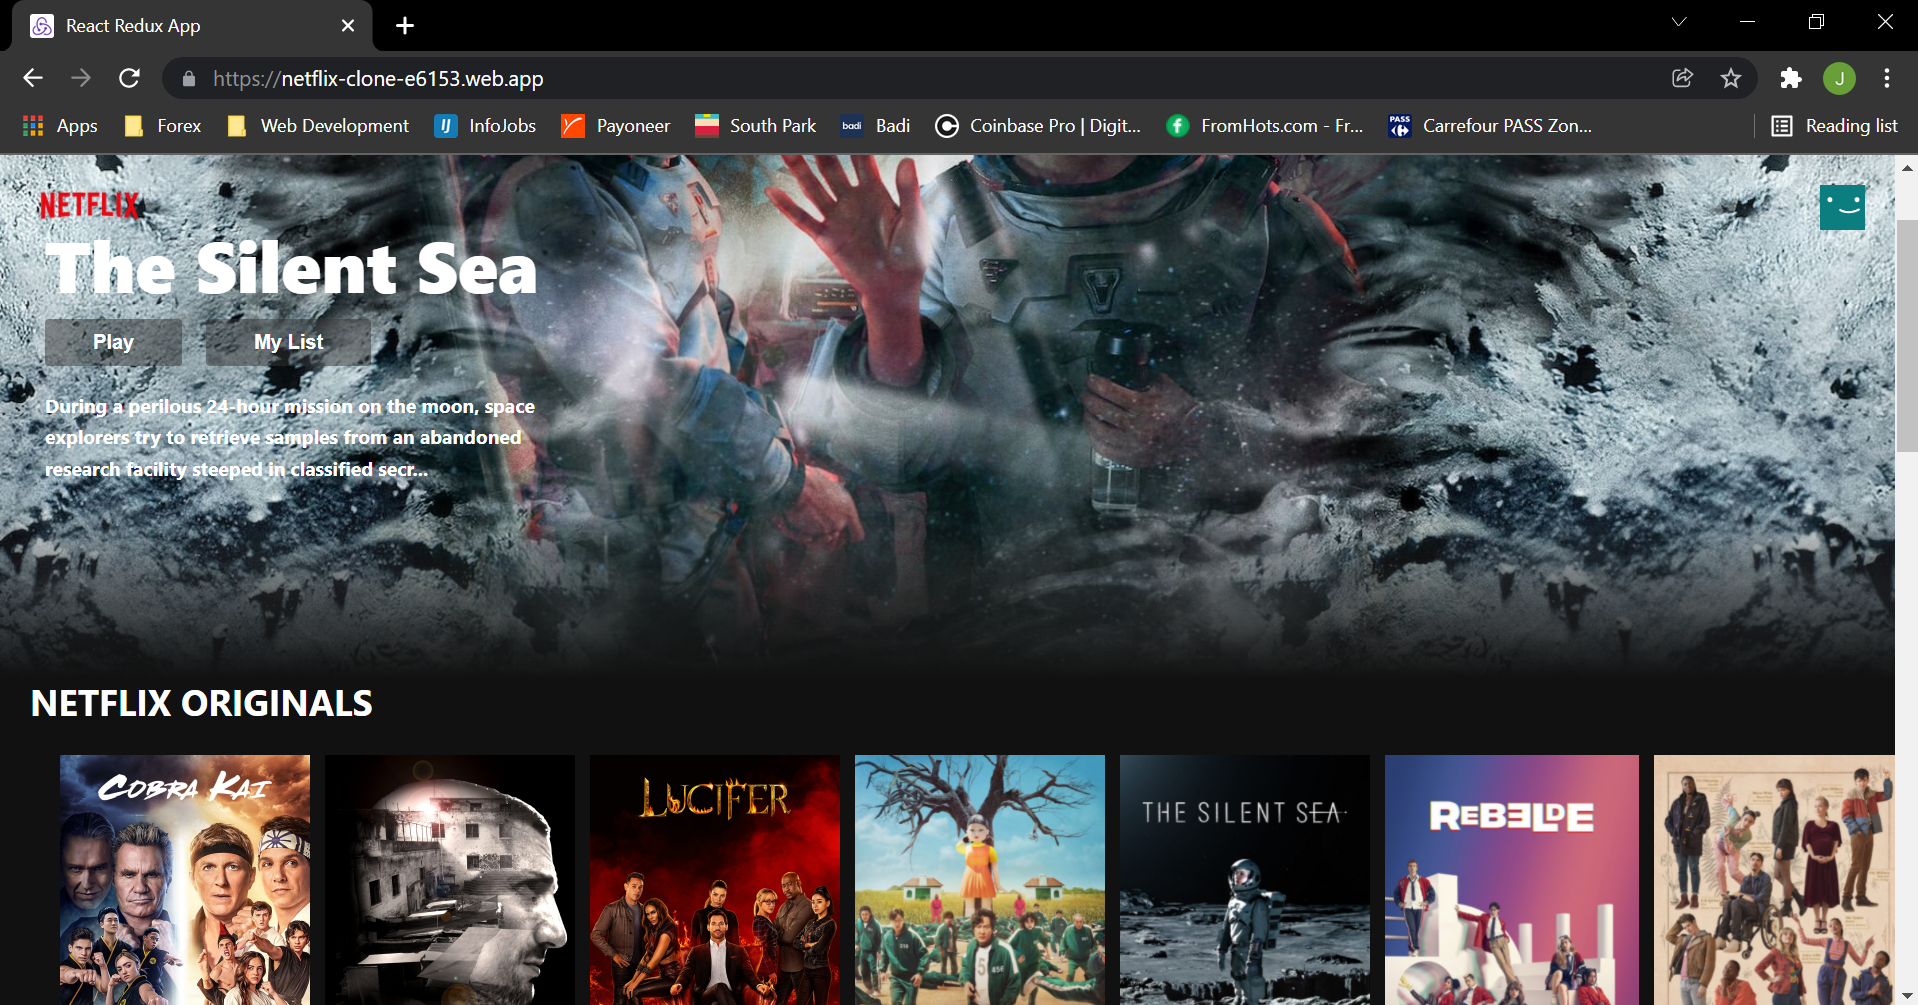 React Redux App
https://netflix-clone-e6153.web.app
J
Apps
Forex
Web Development
IJ
InfoJobs
Payoneer
South Park
badi
Badi
Coinbase Pro | Digit...
FromHots.com - Fr...
PASS
Carrefour PASS Zon...
Reading list
NETFLIX
The Silent Sea
Play
My List
During a perilous 24-hour mission on the moon, space
explorers try to retrieve samples from an abandoned
research facility steeped in classified secr...
NETFLIX ORIGINALS
COBRA KAI
LUCIFER
THE SILENT SEA
REBELDE